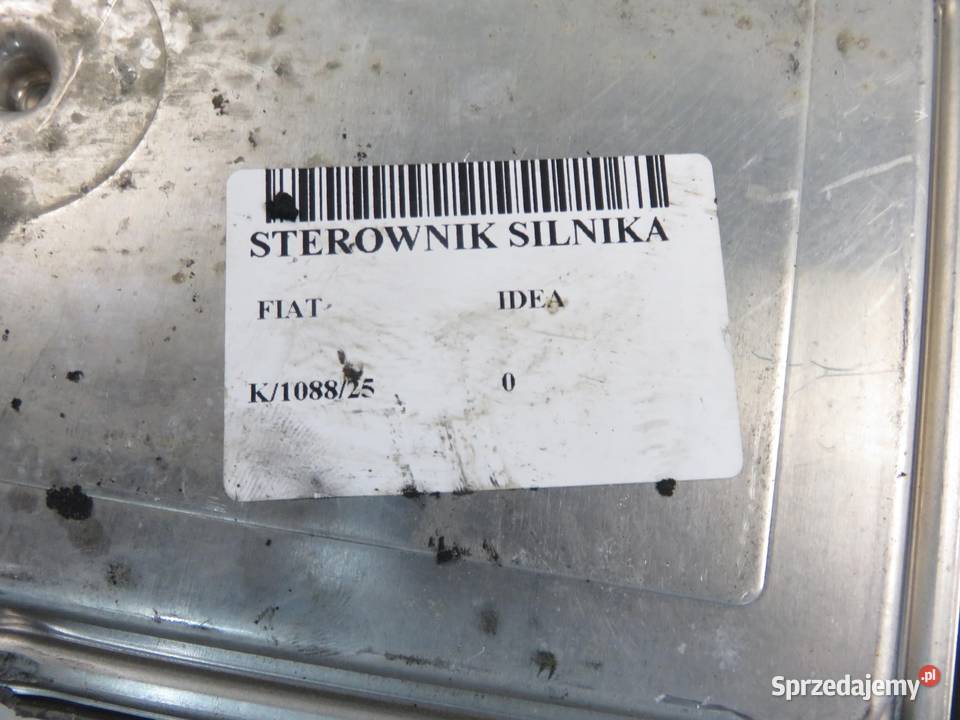 STEROWNIK SILNIKA
FIAT IDEA
K/1088/25 0
Sprzedajemy.pl